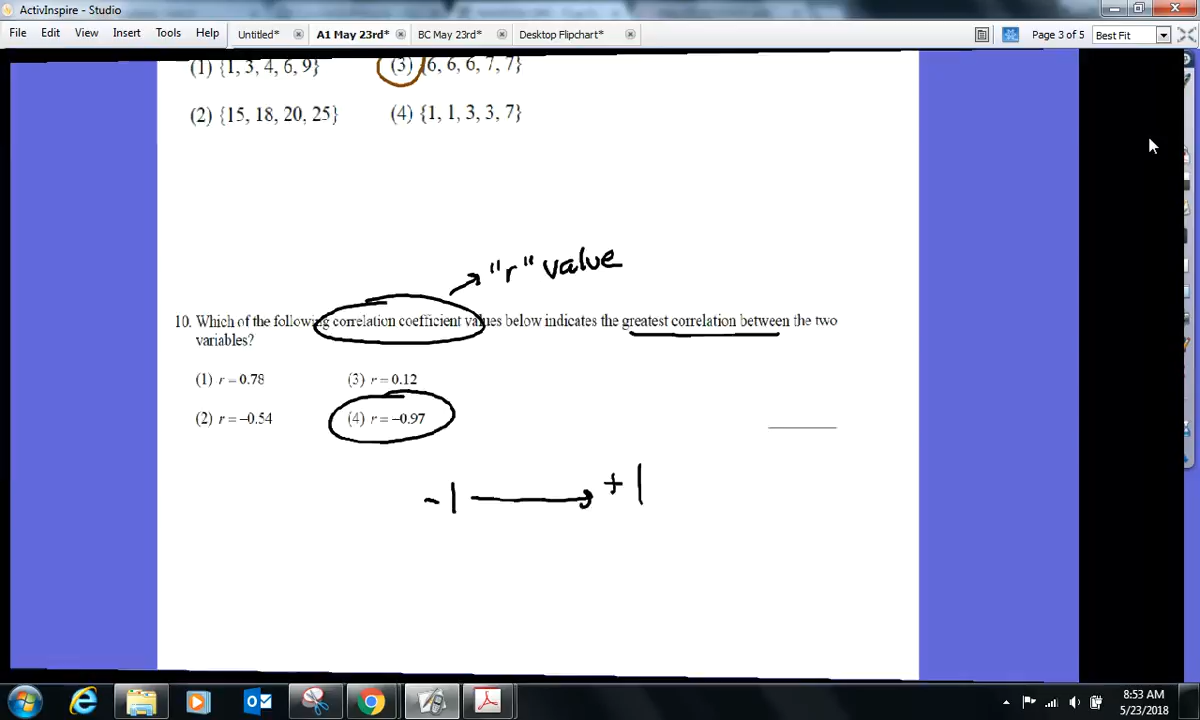 ActivInspire - Studio
File Edit View Insert Tools Help Untitled* A1 May 23rd* BC May 23rd* Desktop Flipchart* Page 3 of 5 Best Fit
(1) {1, 3, 4, 6, 9} (3) {6, 6, 6, 7, 7}
(2) {15, 18, 20, 25} (4) {1, 1, 3, 3, 7}
"r" value
10. Which of the following correlation coefficient values below indicates the greatest correlation between the two
variables?
(1) r = 0.78 (3) r = 0.12
(2) r = -0.54 (4) r = -0.97
-1 +1
8:53 AM
5/23/2018